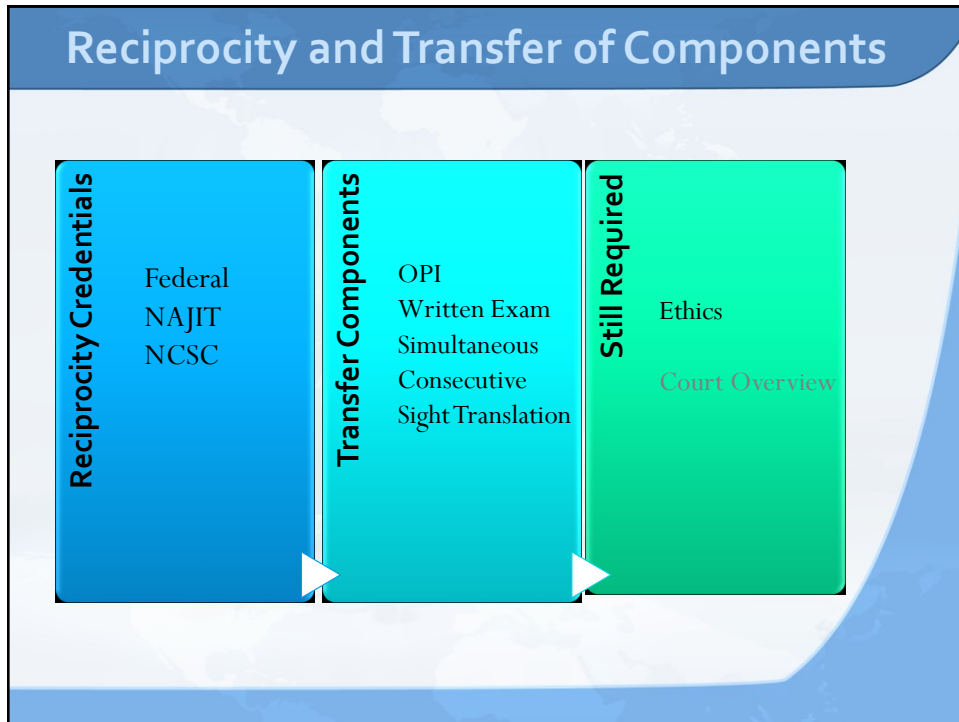 Reciprocity and Transfer of Components
Reciprocity Credentials
Federal
NAJIT
NCSC
Transfer Components
OPI
Written Exam
Simultaneous
Consecutive
Sight Translation
Still Required
Ethics
Court Overview